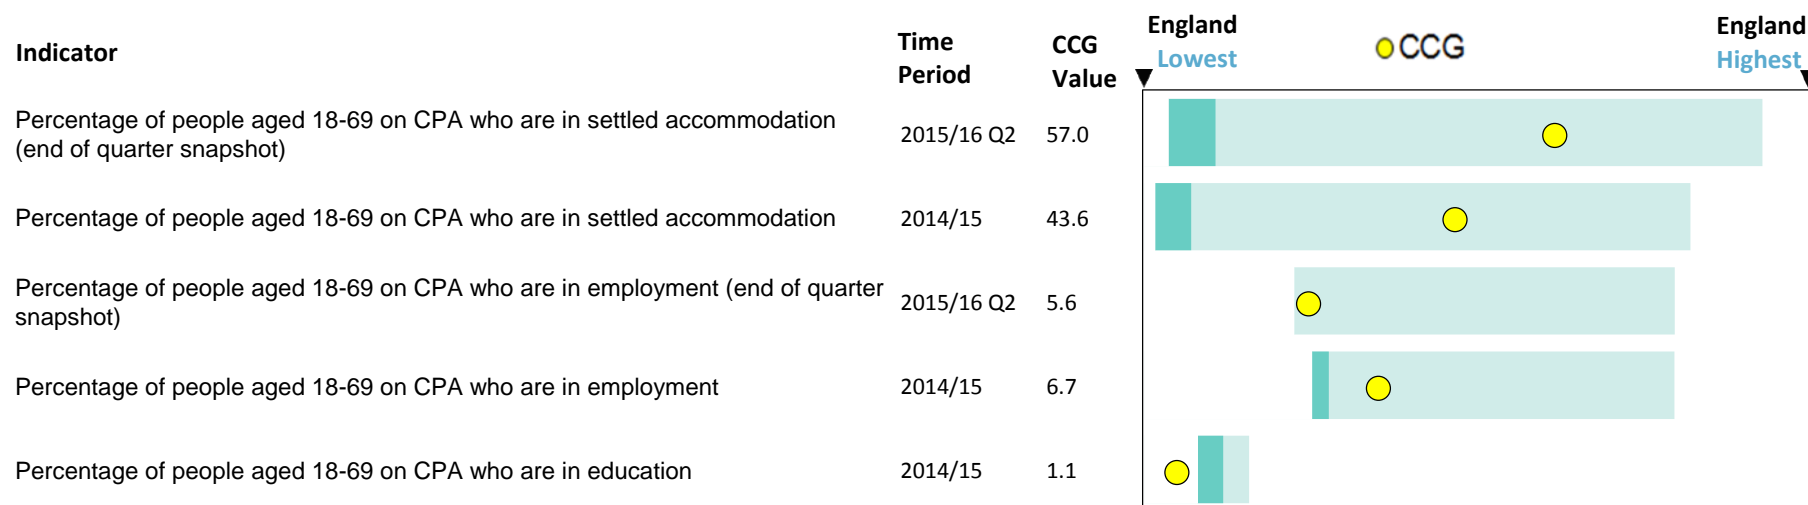 Indicator
Time
Period
CCG
Value
England
Lowest
CCG
England
Highest
Percentage of people aged 18-69 on CPA who are in settled accommodation
(end of quarter snapshot)
2015/16 Q2
57.0
Percentage of people aged 18-69 on CPA who are in settled accommodation
2014/15
43.6
Percentage of people aged 18-69 on CPA who are in employment (end of quarter
snapshot)
2015/16 Q2
5.6
Percentage of people aged 18-69 on CPA who are in employment
2014/15
6.7
Percentage of people aged 18-69 on CPA who are in education
2014/15
1.1